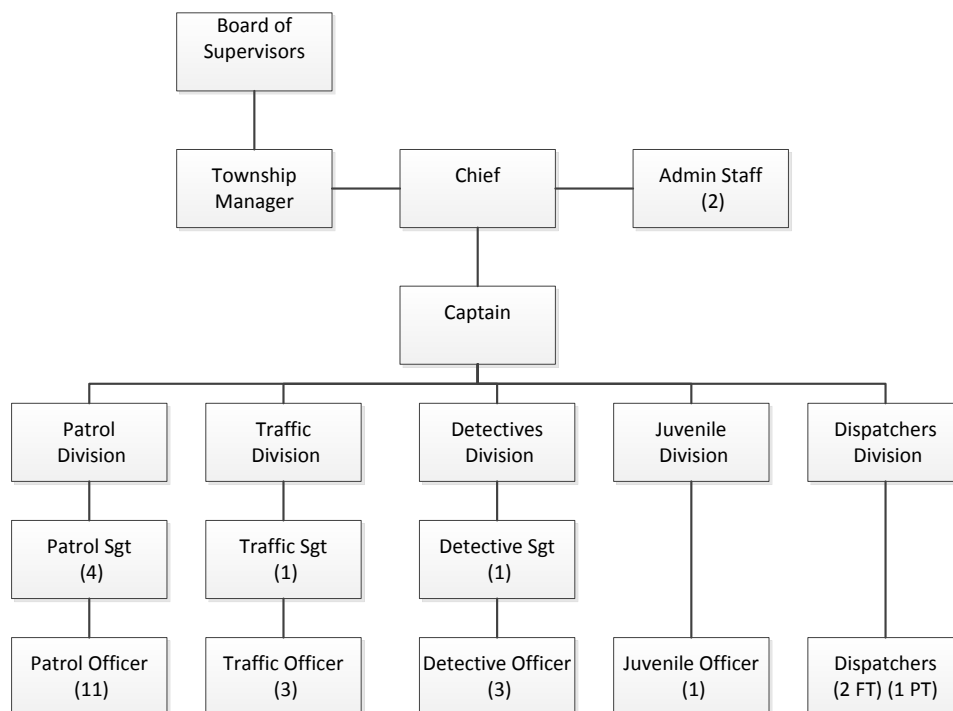 Board of
Supervisors
Township
Manager
Chief
Admin Staff
(2)
Captain
Patrol
Division
Traffic
Division
Detectives
Division
Juvenile
Division
Dispatchers
Division
Patrol Sgt
(4)
Traffic Sgt
(1)
Detective Sgt
(1)
Patrol Officer
(11)
Traffic Officer
(3)
Detective Officer
(3)
Juvenile Officer
(1)
Dispatchers
(2 FT) (1 PT)